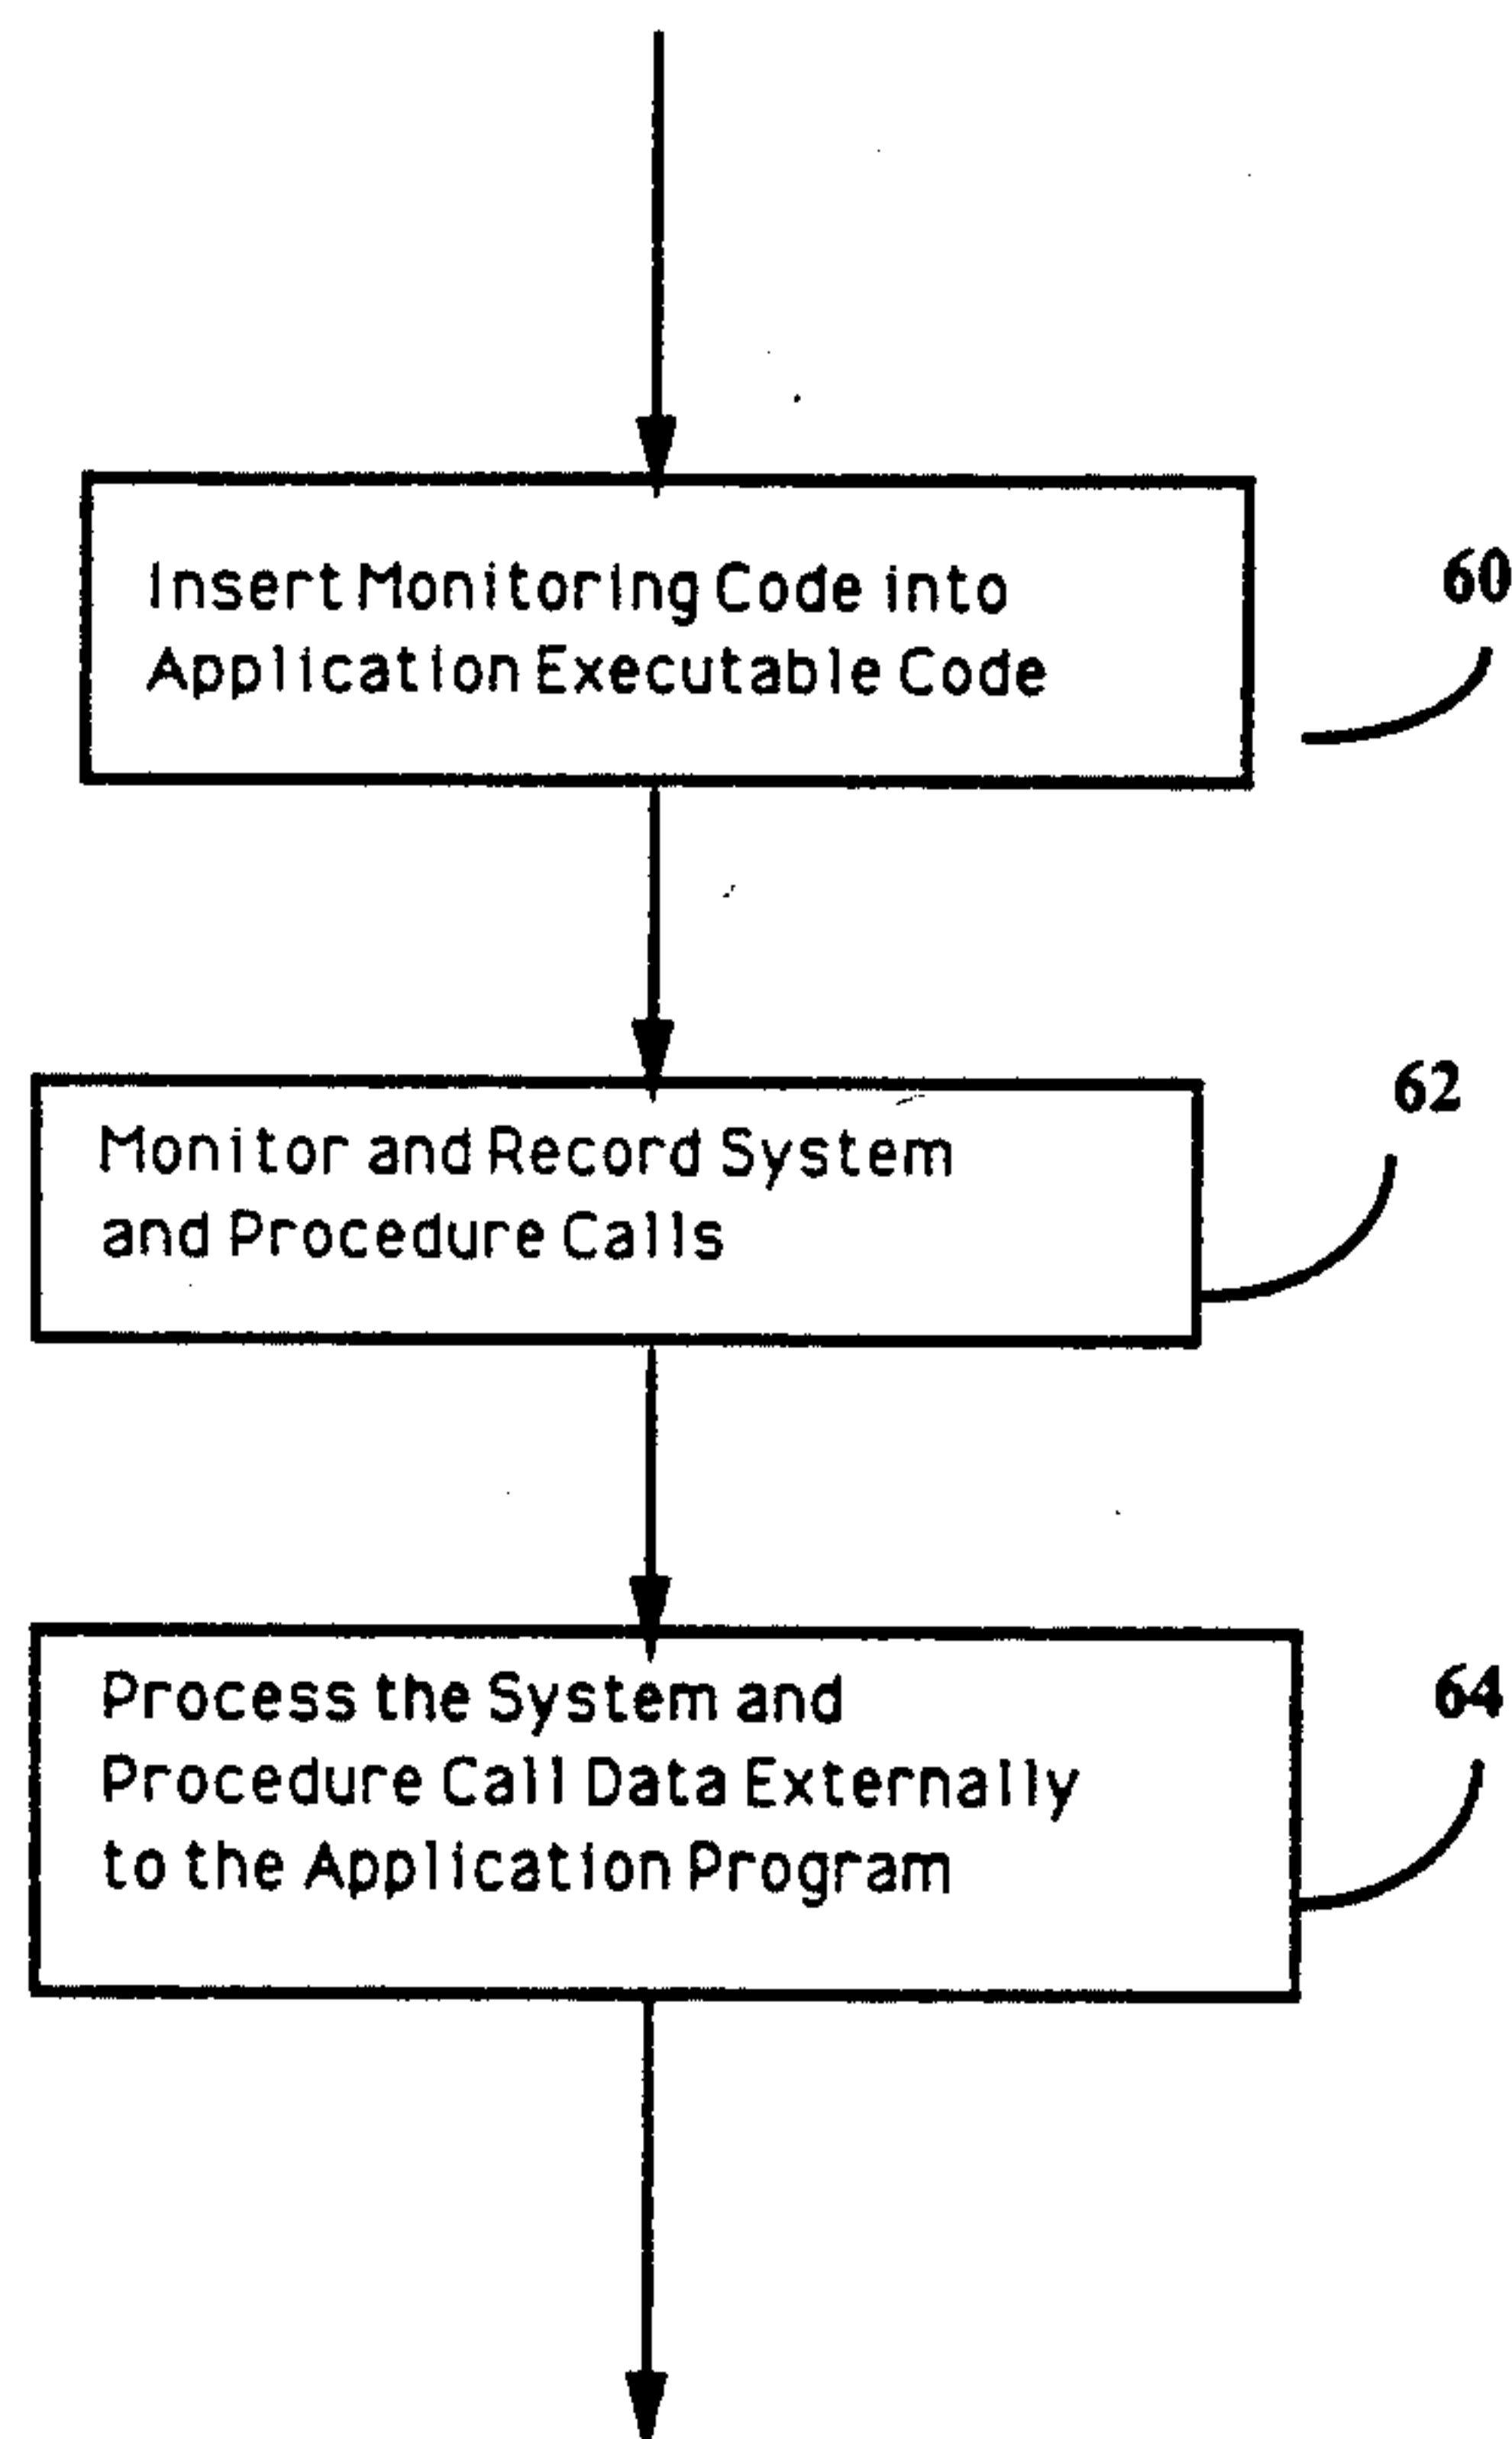 Insert Monitoring Code into
Application Executable Code
60
Monitor and Record System
and Procedure Calls
62
Process the System and
Procedure Call Data Externally
to the Application Program
64